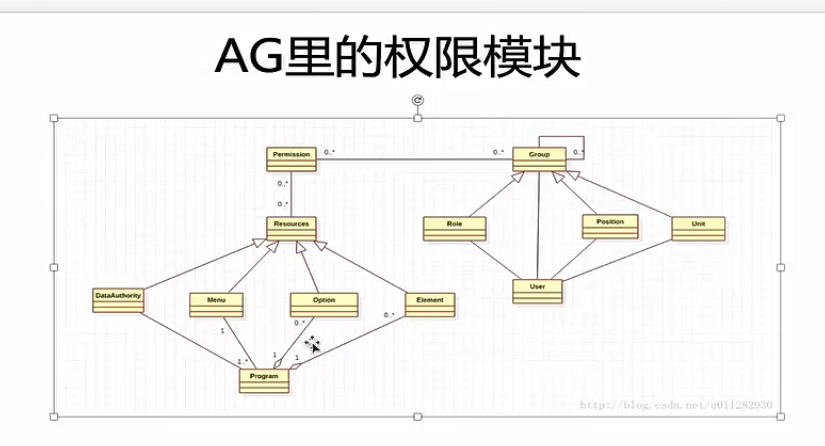 AG里的权限模块
Permission
0..*
0..*
Group
0..*
0..*
0..*
Resources
Role
Position
Unit
DataAuthority
Menu
Option
Element
User
1
0..*
0..*
1..*
1
1
Program
http://blog.csdn.net/u011282930